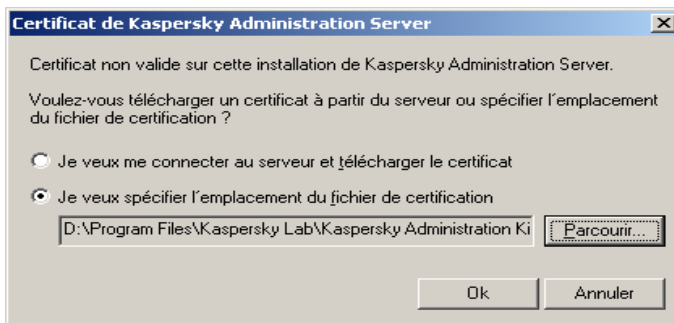 Certificat de Kaspersky Administration Server
Certificat non valide sur cette installation de Kaspersky Administration Server.
Voulez-vous télécharger un certificat à partir du serveur ou spécifier l'emplacement
du fichier de certification ?
Je veux me connecter au serveur et télécharger le certificat
Je veux spécifier l'emplacement du fichier de certification
D:\Program Files\Kaspersky Lab\Kaspersky Administration Ki
Parcourir...
Ok Annuler